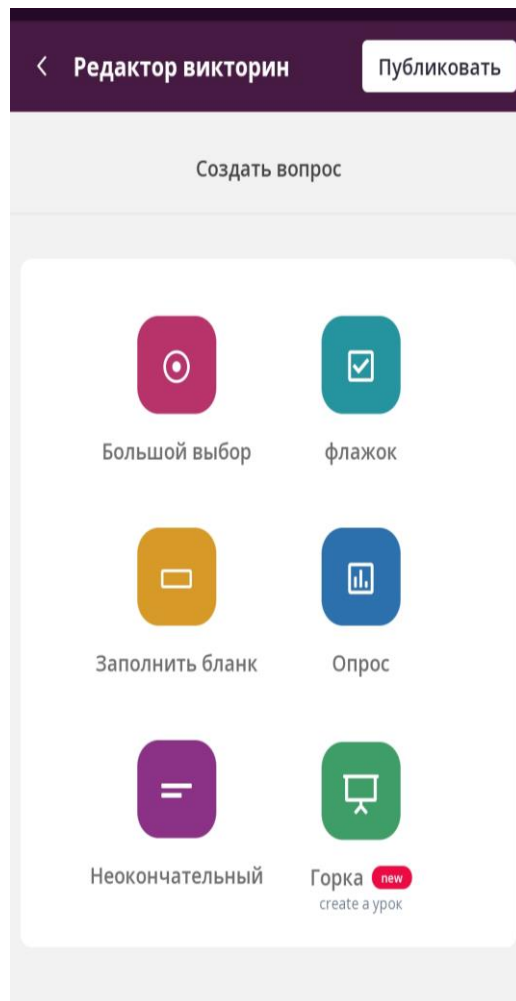 Редактор викторин
Публиковать
Создать вопрос
Большой выбор
флажок
Заполнить бланк
Опрос
Неокончательный
Горка new
create a урок